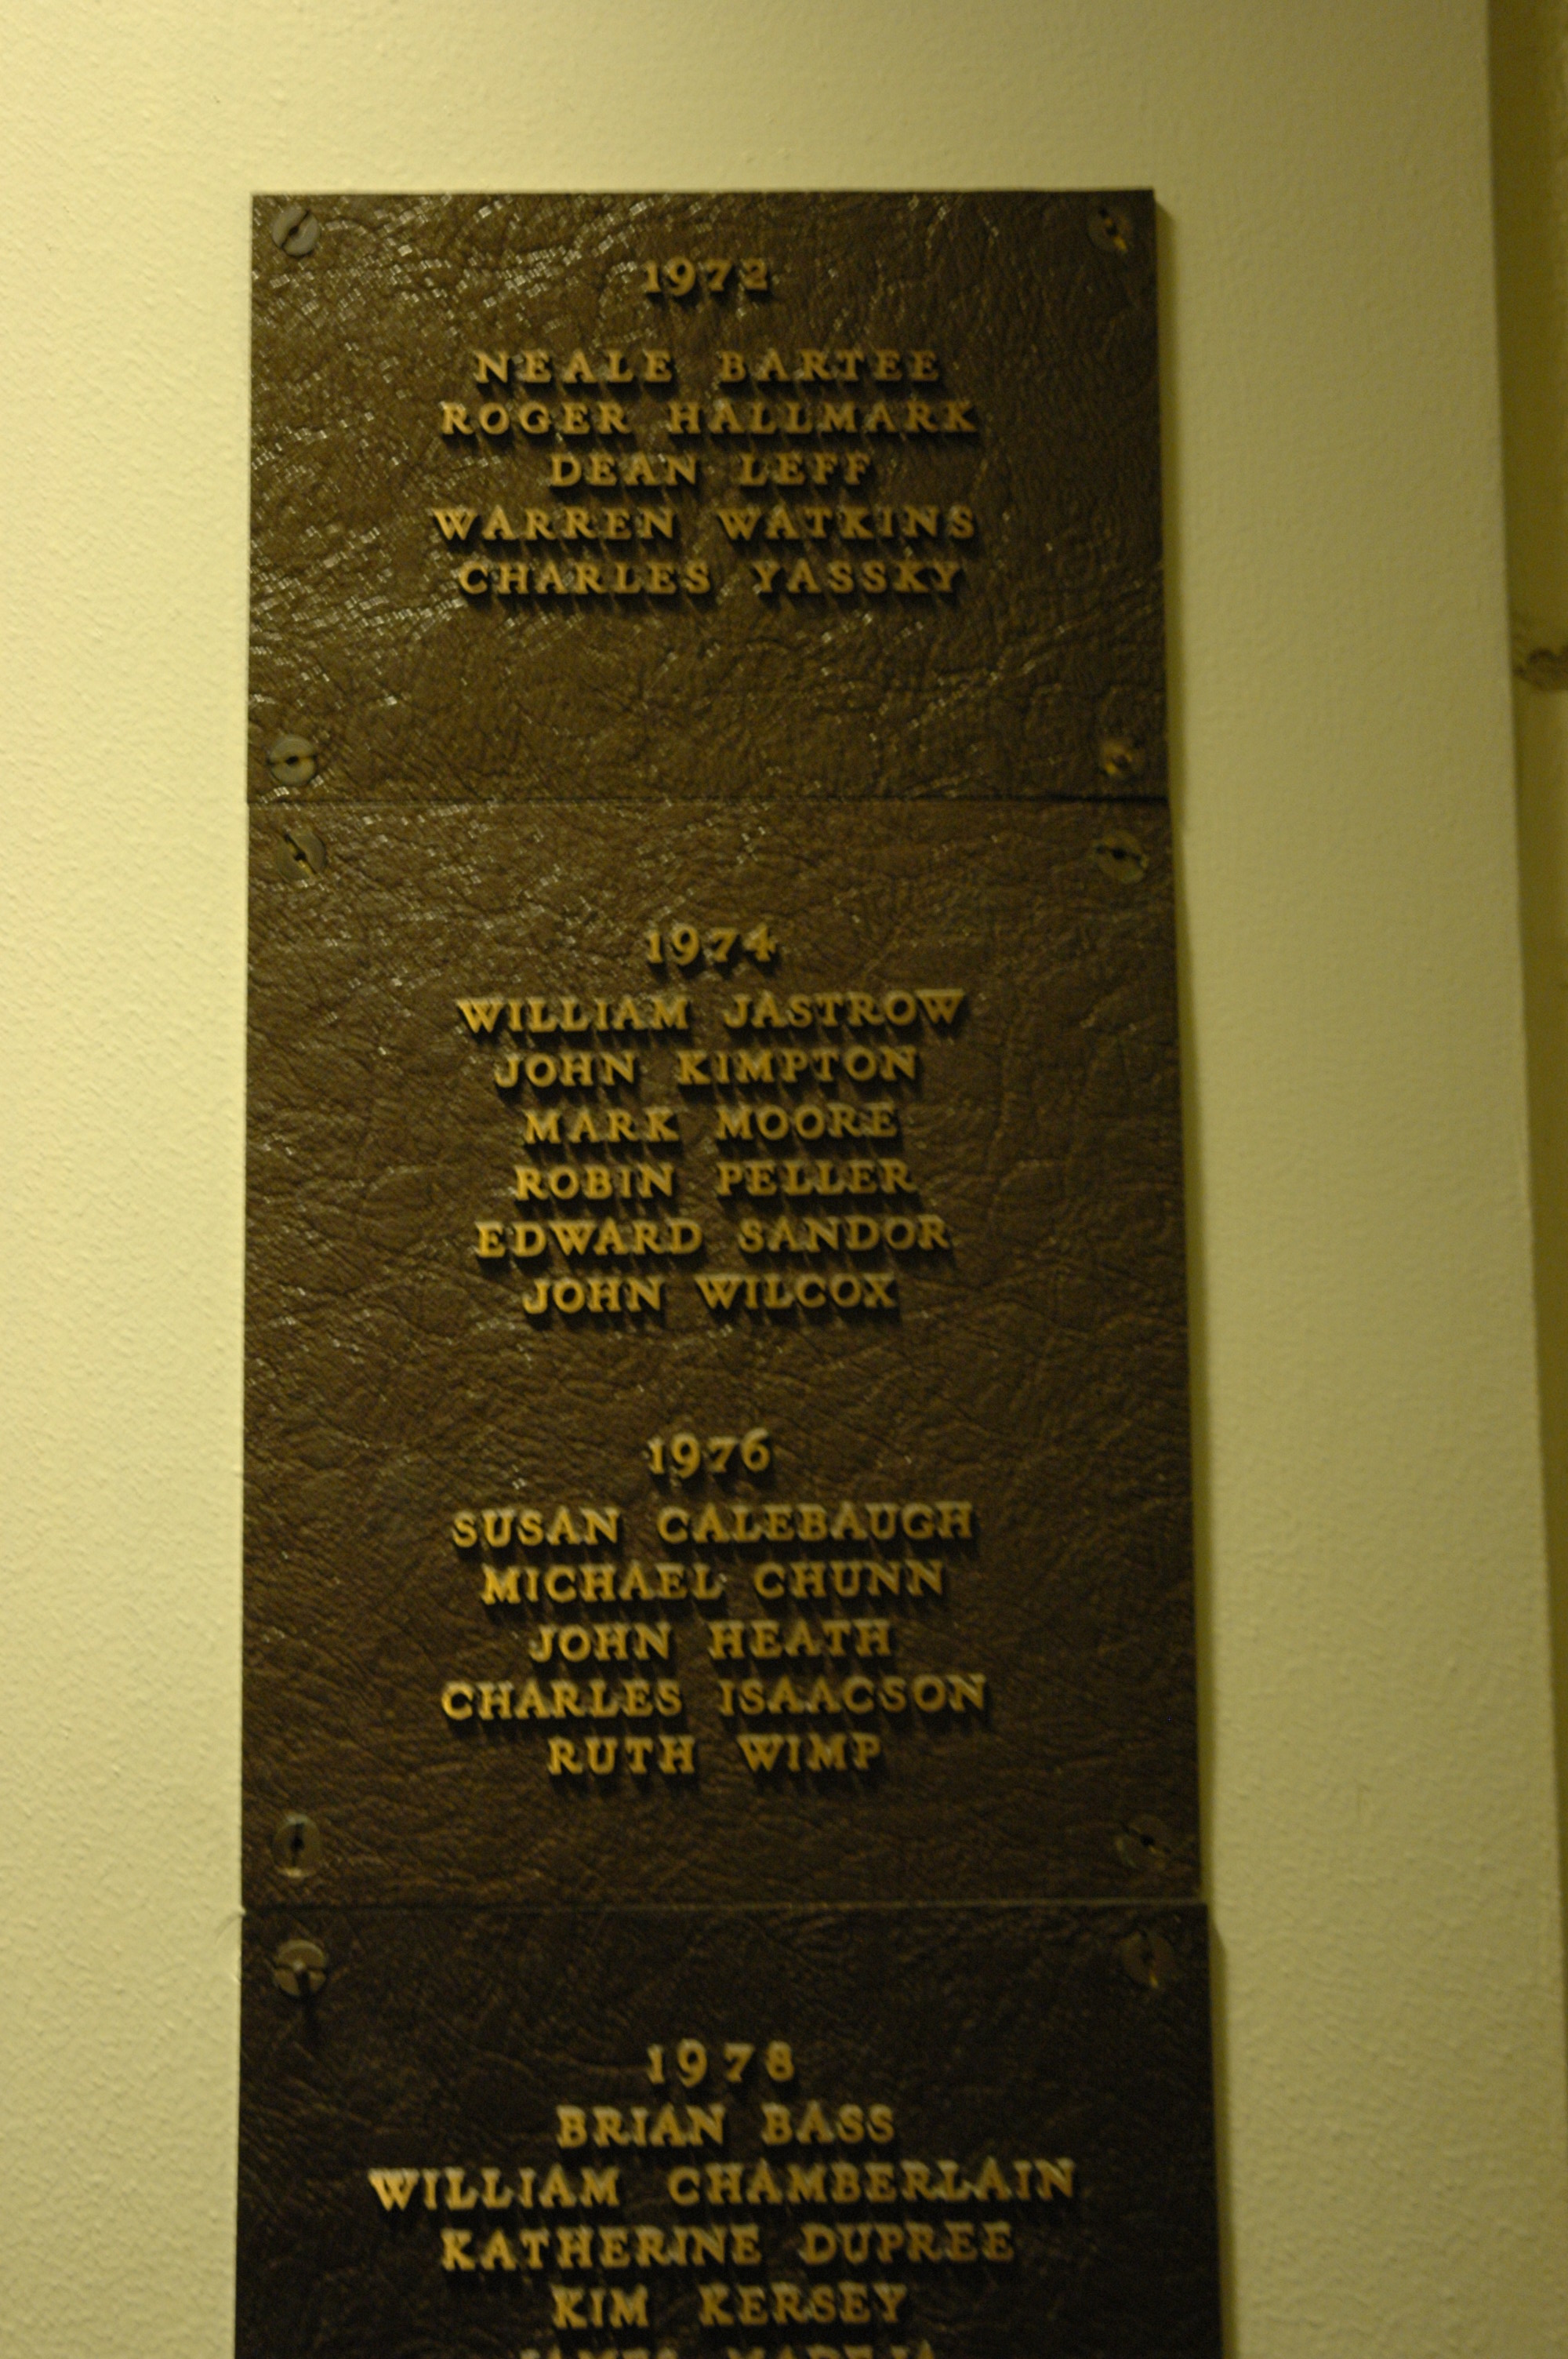 1972
NEALE BARTEE
ROGER HALLMARK
DEAN LEFF
WARREN WATKINS
CHARLES YASSKY
1974
WILLIAM JASTROW
JOHN KIMPTON
MARK MOORE
ROBIN PELLER
EDWARD SANDOR
JOHN WILCOX
1976
SUSAN CALEBAUGH
MICHAEL CHUNN
JOHN HEATH
CHARLES ISAACSON
RUTH WIMP
1978
BRIAN BASS
WILLIAM CHAMBERLAIN
KATHERINE DUPREE
KIM KERSEY
JAMES